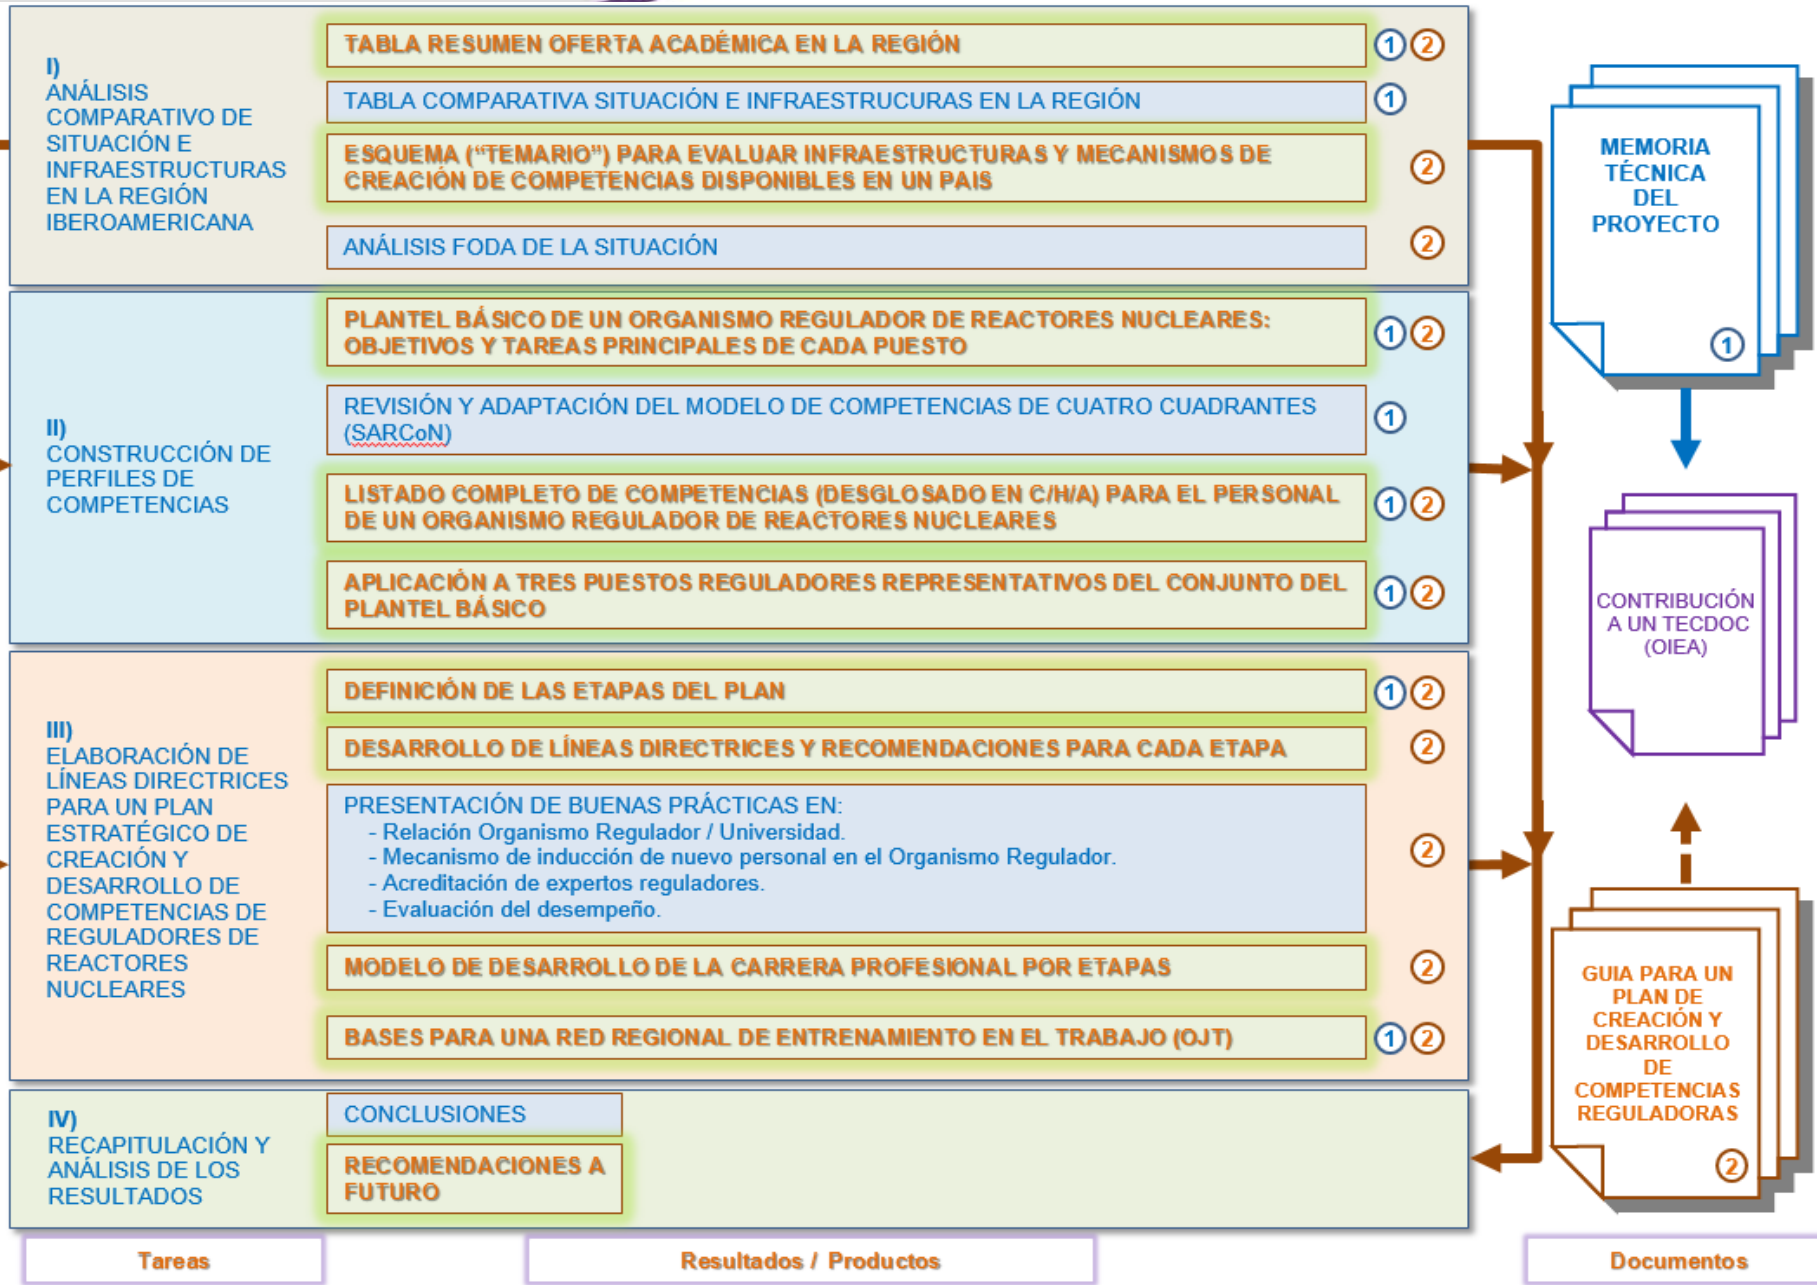 I)
ANÁLISIS
COMPARATIVO DE
SITUACIÓN E
INFRAESTRUCTURAS
EN LA REGIÓN
IBEROAMERICANA
TABLA RESUMEN OFERTA ACADÉMICA EN LA REGIÓN
1 2
TABLA COMPARATIVA SITUACIÓN E INFRAESTRUCURAS EN LA REGIÓN
1
ESQUEMA (“TEMARIO”) PARA EVALUAR INFRAESTRUCTURAS Y MECANISMOS DE
CREACIÓN DE COMPETENCIAS DISPONIBLES EN UN PAIS
2
ANÁLISIS FODA DE LA SITUACIÓN
2
II)
CONSTRUCCIÓN DE
PERFILES DE
COMPETENCIAS
PLANTEL BÁSICO DE UN ORGANISMO REGULADOR DE REACTORES NUCLEARES:
OBJETIVOS Y TAREAS PRINCIPALES DE CADA PUESTO
1 2
REVISIÓN Y ADAPTACIÓN DEL MODELO DE COMPETENCIAS DE CUATRO CUADRANTES
(SARCoN)
1
LISTADO COMPLETO DE COMPETENCIAS (DESGLOSADO EN C/H/A) PARA EL PERSONAL
DE UN ORGANISMO REGULADOR DE REACTORES NUCLEARES
1 2
APLICACIÓN A TRES PUESTOS REGULADORES REPRESENTATIVOS DEL CONJUNTO DEL
PLANTEL BÁSICO
1 2
III)
ELABORACIÓN DE
LÍNEAS DIRECTRICES
PARA UN PLAN
ESTRATÉGICO DE
CREACIÓN Y
DESARROLLO DE
COMPETENCIAS DE
REGULADORES DE
REACTORES
NUCLEARES
DEFINICIÓN DE LAS ETAPAS DEL PLAN
1 2
DESARROLLO DE LÍNEAS DIRECTRICES Y RECOMENDACIONES PARA CADA ETAPA
2
PRESENTACIÓN DE BUENAS PRÁCTICAS EN:
- Relación Organismo Regulador / Universidad.
- Mecanismo de inducción de nuevo personal en el Organismo Regulador.
- Acreditación de expertos reguladores.
- Evaluación del desempeño.
2
MODELO DE DESARROLLO DE LA CARRERA PROFESIONAL POR ETAPAS
2
BASES PARA UNA RED REGIONAL DE ENTRENAMIENTO EN EL TRABAJO (OJT)
1 2
IV)
RECAPITULACIÓN Y
ANÁLISIS DE LOS
RESULTADOS
CONCLUSIONES
RECOMENDACIONES A
FUTURO
MEMORIA
TÉCNICA
DEL
PROYECTO
1
CONTRIBUCIÓN
A UN TECDOC
(OIEA)
GUIA PARA UN
PLAN DE
CREACIÓN Y
DESARROLLO
DE
COMPETENCIAS
REGULADORAS
2
Tareas
Resultados / Productos
Documentos